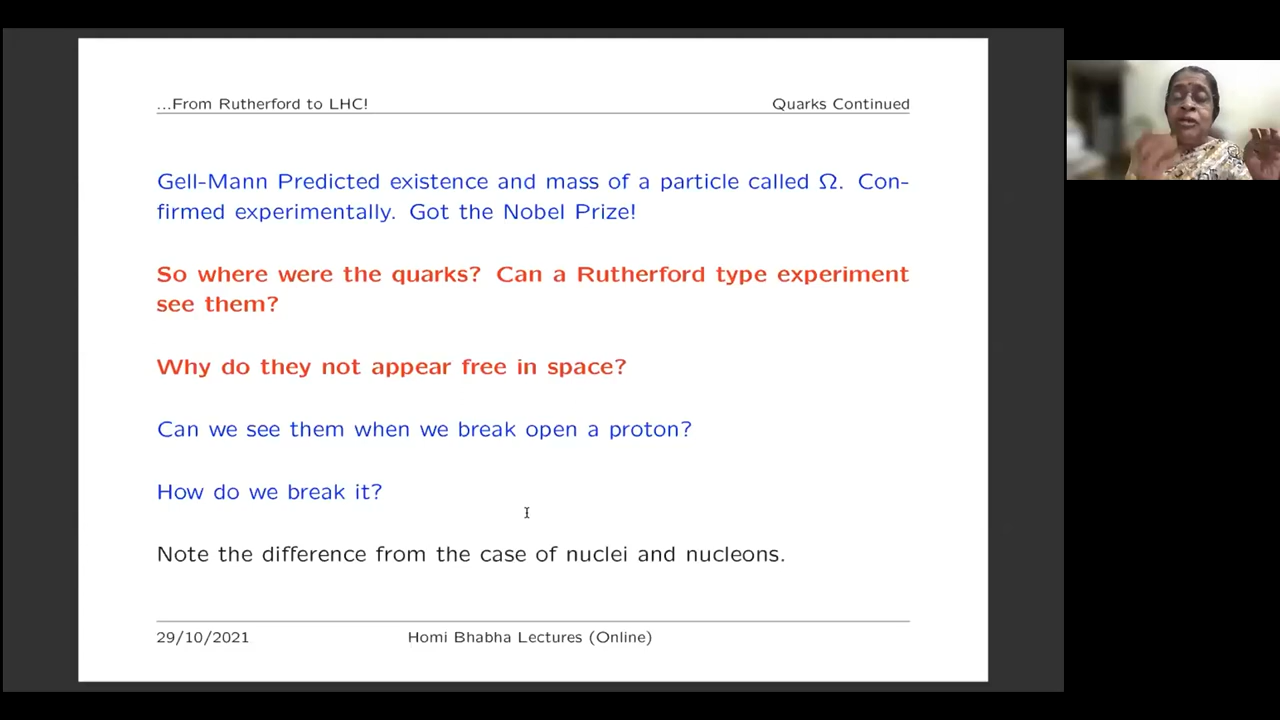 ...From Rutherford to LHC!
Quarks Continued
Gell-Mann Predicted existence and mass of a particle called Ω. Con-
firmed experimentally. Got the Nobel Prize!
So where were the quarks? Can a Rutherford type experiment
see them?
Why do they not appear free in space?
Can we see them when we break open a proton?
How do we break it?
Note the difference from the case of nuclei and nucleons.
29/10/2021
Homi Bhabha Lectures (Online)